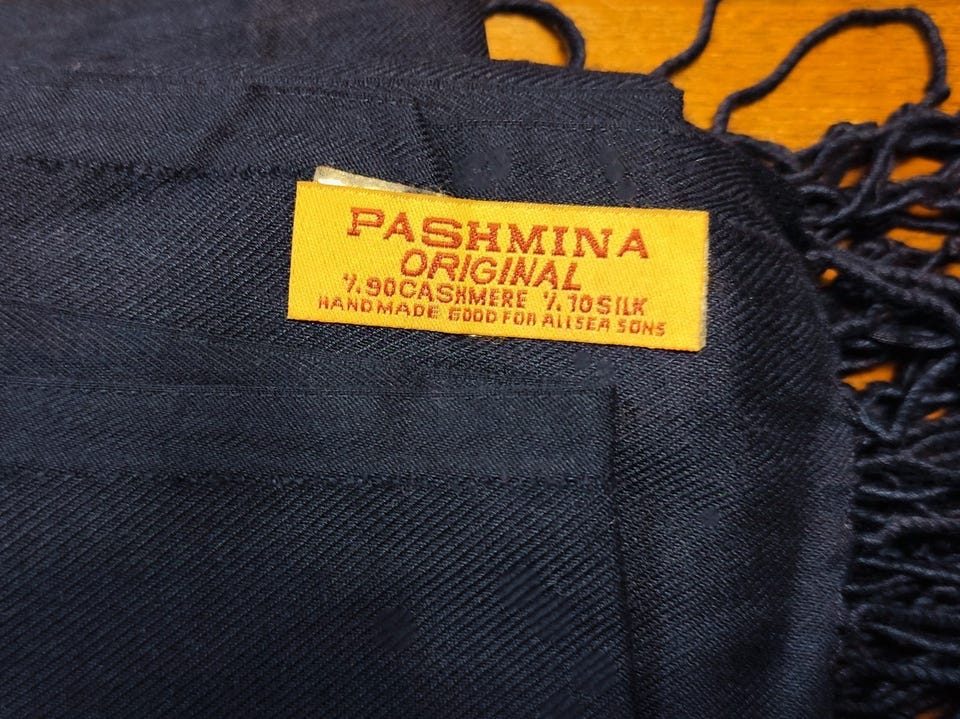 PASHMINA
ORIGINAL
٪90CASHMERE ٪10SILK
HANDMADE GOOD FOR ALLSEA SONS